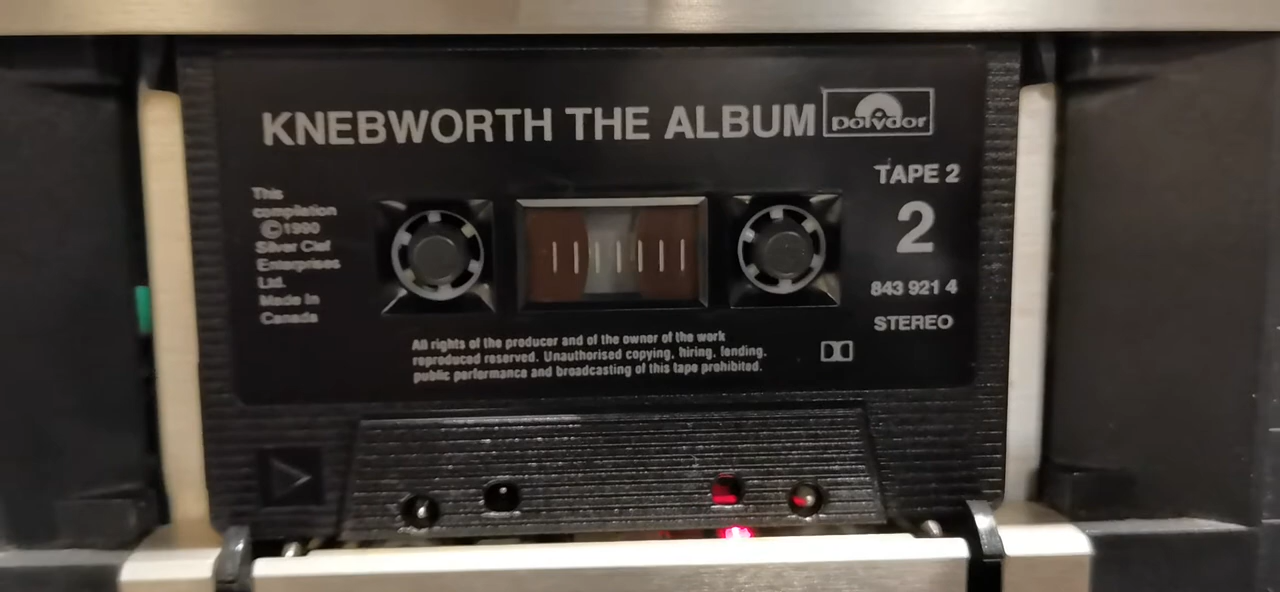 KNEBWORTH THE ALBUM
polydor
TAPE 2
2
843 921 4
STEREO
This
compilation
©1990
Silver Clef
Enterprises
Ltd.
Made in
Canada
All rights of the producer and of the owner of the work
reproduced reserved. Unauthorised copying, hiring, lending,
public performance and broadcasting of this tape prohibited.